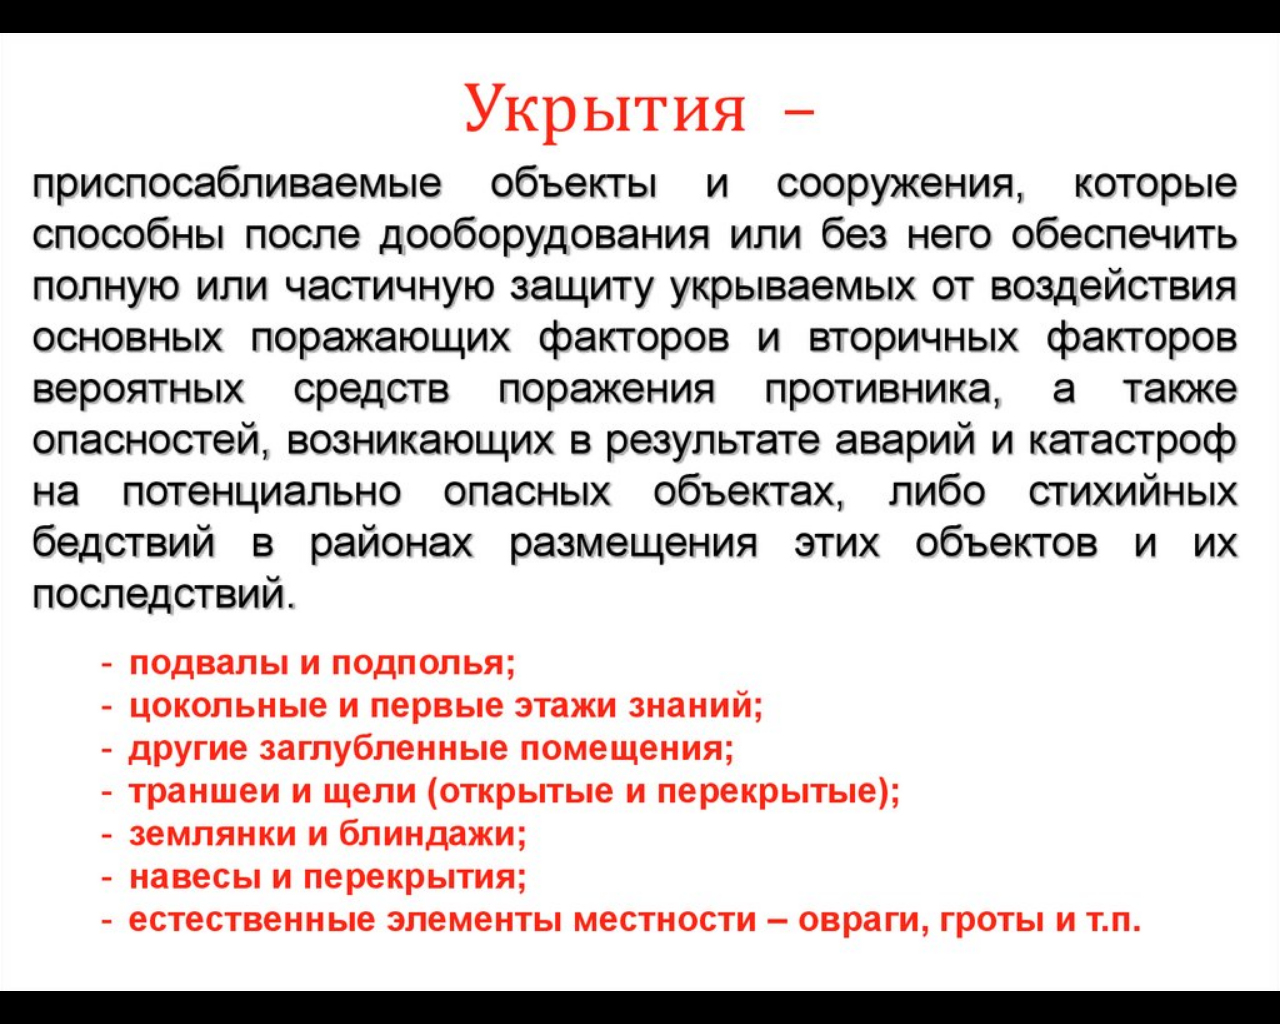 Укрытия –
приспосабливаемые объекты и сооружения, которые
способны после дооборудования или без него обеспечить
полную или частичную защиту укрываемых от воздействия
основных поражающих факторов и вторичных факторов
вероятных средств поражения противника, а также
опасностей, возникающих в результате аварий и катастроф
на потенциально опасных объектах, либо стихийных
бедствий в районах размещения этих объектов и их
последствий.
- подвалы и подполья;
- цокольные и первые этажи знаний;
- другие заглубленные помещения;
- траншеи и щели (открытые и перекрытые);
- землянки и блиндажи;
- навесы и перекрытия;
- естественные элементы местности – овраги, гроты и т.п.